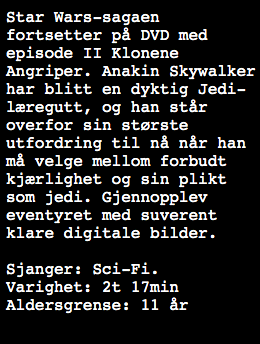 Star Wars-sagaen
fortsetter på DVD med
episode II Klonene
Angriper. Anakin Skywalker
har blitt en dyktig Jedi-
læregutt, og han står
overfor sin største
utfordring til nå når han
må velge mellom forbudt
kjærlighet og sin plikt
som jedi. Gjennopplev
eventyret med suverent
klare digitale bilder.

Sjanger: Sci-Fi.
Varighet: 2t 17min
Aldersgrense: 11 år